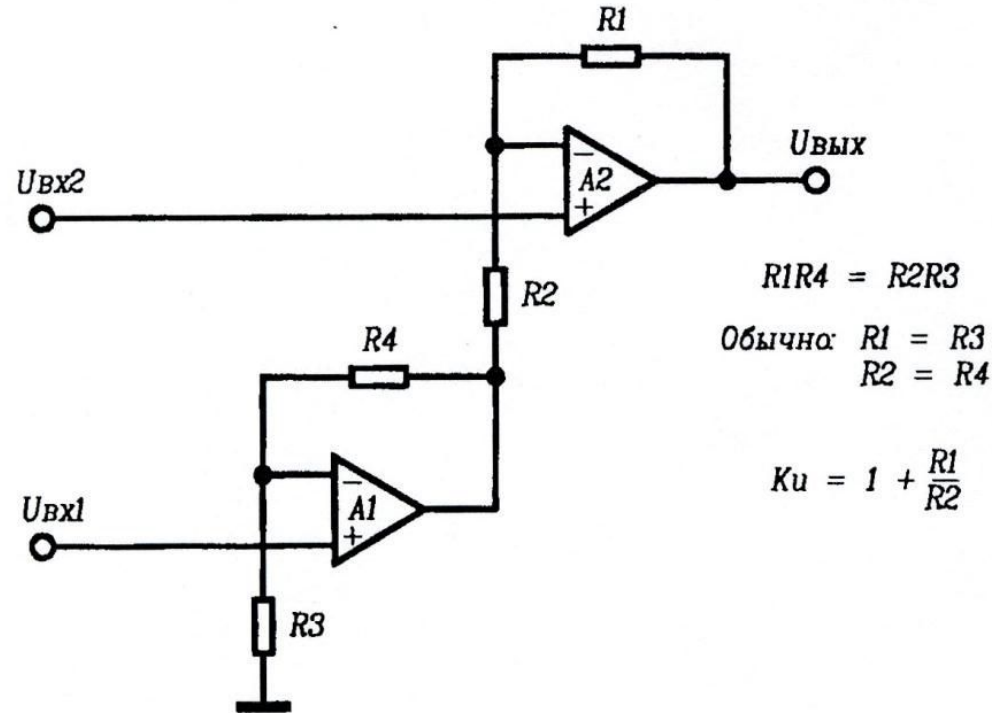 R1
Uвых
A2
−
+
Uвх2
R2
R1R4 = R2R3
Обычно: R1 = R3
R2 = R4
R4
Ku = 1 + R1/R2
Uвх1
A1
−
+
R3